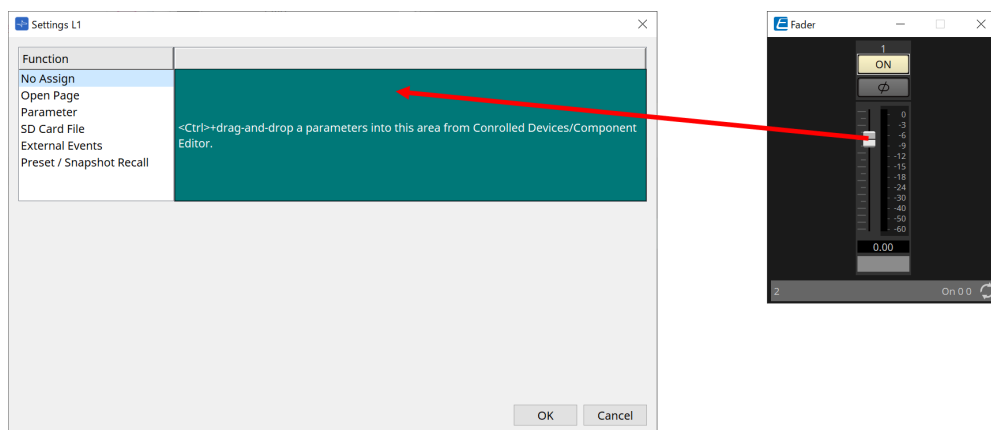 Settings L1
Function
No Assign
Open Page
Parameter
SD Card File
External Events
Preset / Snapshot Recall
<Ctrl>+drag-and-drop a parameters into this area from Conrolled Devices/Component
Editor.
OK
Cancel
Fader
1
ON
0
-3
-6
-9
-12
-15
-18
-24
-30
-40
-50
-60
0.00
2
On 0 0